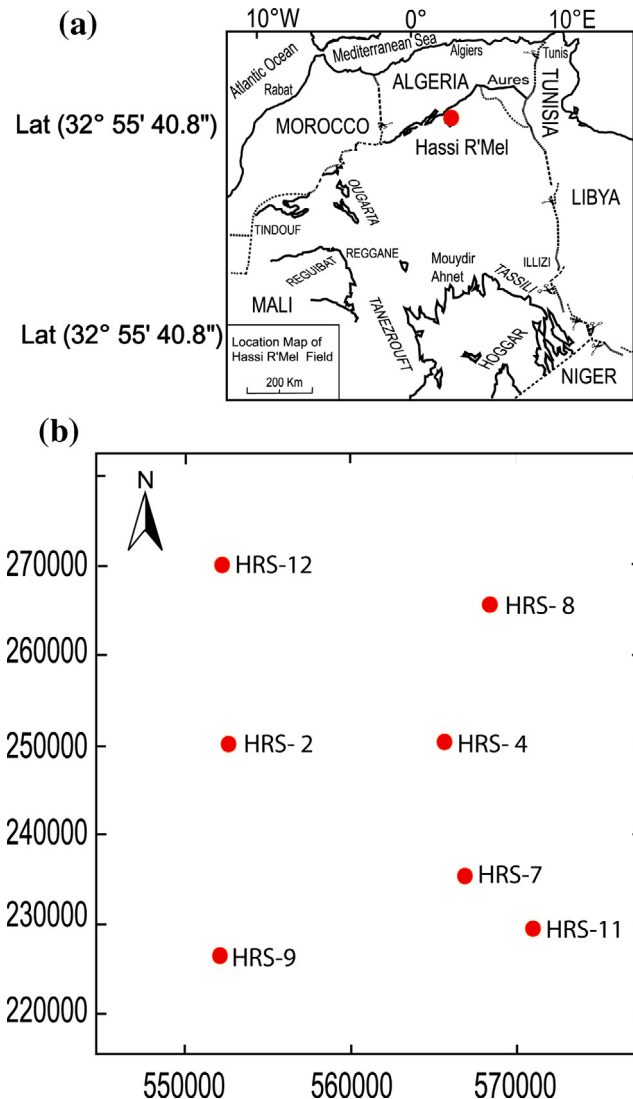 (a)
10°W 0° 10°E
Atlantic Ocean
Mediterranean Sea
Algiers
Tunis
Rabat
ALGERIA
Aures
TUNISIA
Lat (32° 55' 40.8")
MOROCCO
Hassi R'Mel
LIBYA
OUGARTA
TINDOUF
REGUIBAT
REGGANE
Mouydir
Ahnet
ILLIZI
TASSILI
MALI
TANEZROUFT
HOGGAR
NIGER
Lat (32° 55' 40.8")
Location Map of
Hassi R'Mel Field
200 Km
(b)
N
270000
260000
250000
240000
230000
220000
HRS-12
HRS- 8
HRS- 2
HRS- 4
HRS-7
HRS-11
HRS-9
550000 560000 570000